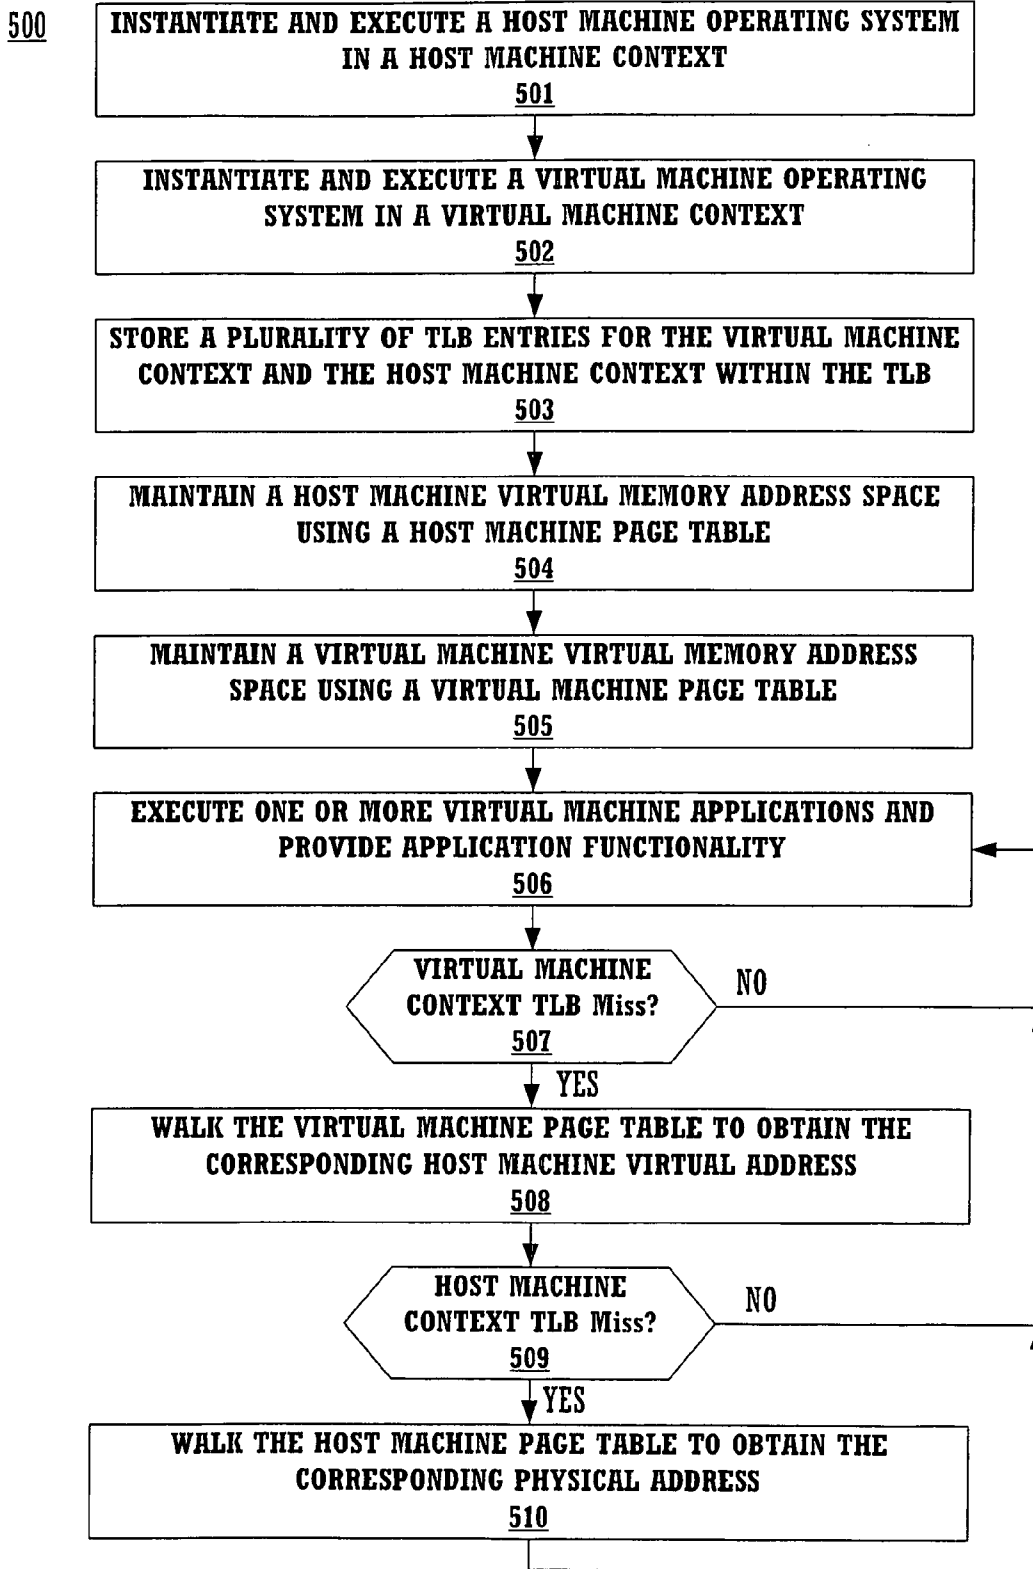 500
INSTANTIATE AND EXECUTE A HOST MACHINE OPERATING SYSTEM
IN A HOST MACHINE CONTEXT
501
INSTANTIATE AND EXECUTE A VIRTUAL MACHINE OPERATING
SYSTEM IN A VIRTUAL MACHINE CONTEXT
502
STORE A PLURALITY OF TLB ENTRIES FOR THE VIRTUAL MACHINE
CONTEXT AND THE HOST MACHINE CONTEXT WITHIN THE TLB
503
MAINTAIN A HOST MACHINE VIRTUAL MEMORY ADDRESS SPACE
USING A HOST MACHINE PAGE TABLE
504
MAINTAIN A VIRTUAL MACHINE VIRTUAL MEMORY ADDRESS
SPACE USING A VIRTUAL MACHINE PAGE TABLE
505
EXECUTE ONE OR MORE VIRTUAL MACHINE APPLICATIONS AND
PROVIDE APPLICATION FUNCTIONALITY
506
VIRTUAL MACHINE
CONTEXT TLB Miss?
507
NO
YES
WALK THE VIRTUAL MACHINE PAGE TABLE TO OBTAIN THE
CORRESPONDING HOST MACHINE VIRTUAL ADDRESS
508
HOST MACHINE
CONTEXT TLB Miss?
509
NO
YES
WALK THE HOST MACHINE PAGE TABLE TO OBTAIN THE
CORRESPONDING PHYSICAL ADDRESS
510